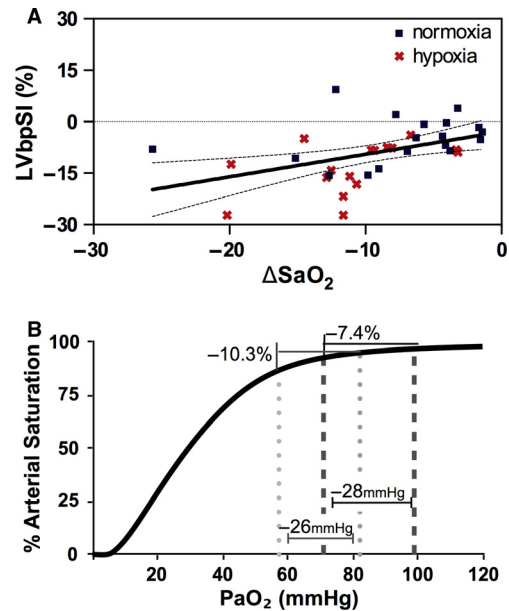 A
normoxia
hypoxia
LVbpSI (%)
30
15
0
−15
−30
−30
−20
−10
0
ΔSaO₂
B
−7.4%
−10.3%
% Arterial Saturation
100
75
50
25
0
−28mmHg
−26mmHg
20
40
60
80
100
120
PaO₂ (mmHg)